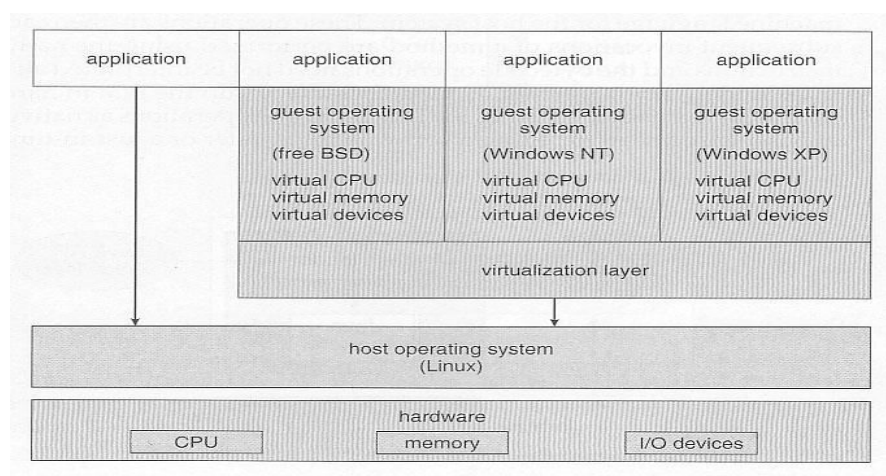 application
application
application
application
guest operating system
(free BSD)
virtual CPU
virtual memory
virtual devices
guest operating system
(Windows NT)
virtual CPU
virtual memory
virtual devices
guest operating system
(Windows XP)
virtual CPU
virtual memory
virtual devices
virtualization layer
host operating system
(Linux)
hardware
CPU
memory
I/O devices